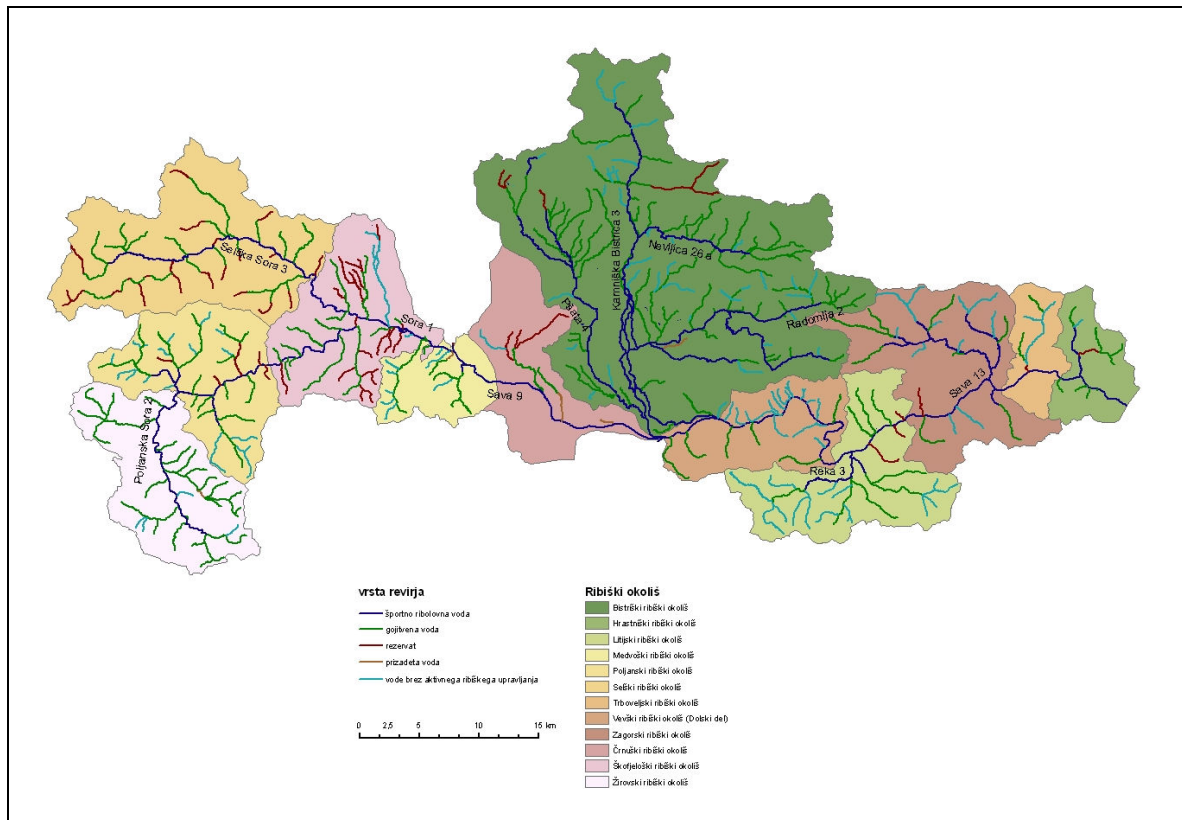 Kamniška Bistrica 3
Nevljica 26 a
Selška Sora 3
Pšata 4
Radomlja 2
Sora 1
Sava 9
Sava 13
Poljanska Sora 2
Reka 3
vrsta revirja
športno ribolovna voda
gojitvena voda
rezervat
prizadeta voda
vode brez aktivnega ribškega upravljanja
0 2,5 5 10 15 km
Ribiški okoliš
Bistrški ribiški okoliš
Hrastniški ribiški okoliš
Litijski ribiški okoliš
Medvoški ribiški okoliš
Poljanski ribiški okoliš
Selški ribiški okoliš
Trboveljski ribiški okoliš
Vevški ribiški okoliš (Dolski del)
Zagorski ribiški okoliš
Črnuški ribiški okoliš
Škofjeloški ribiški okoliš
Žirovski ribiški okoliš